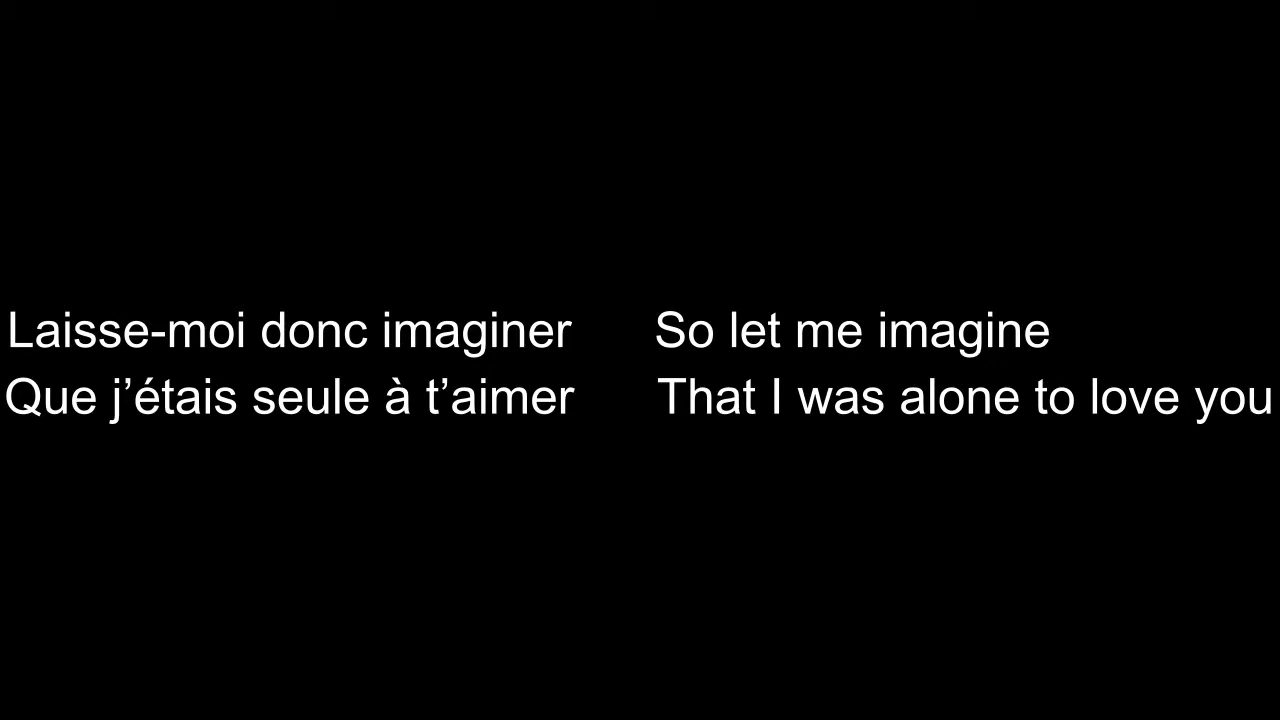 Laisse-moi donc imaginer So let me imagine
Que j’étais seule à t’aimer That I was alone to love you